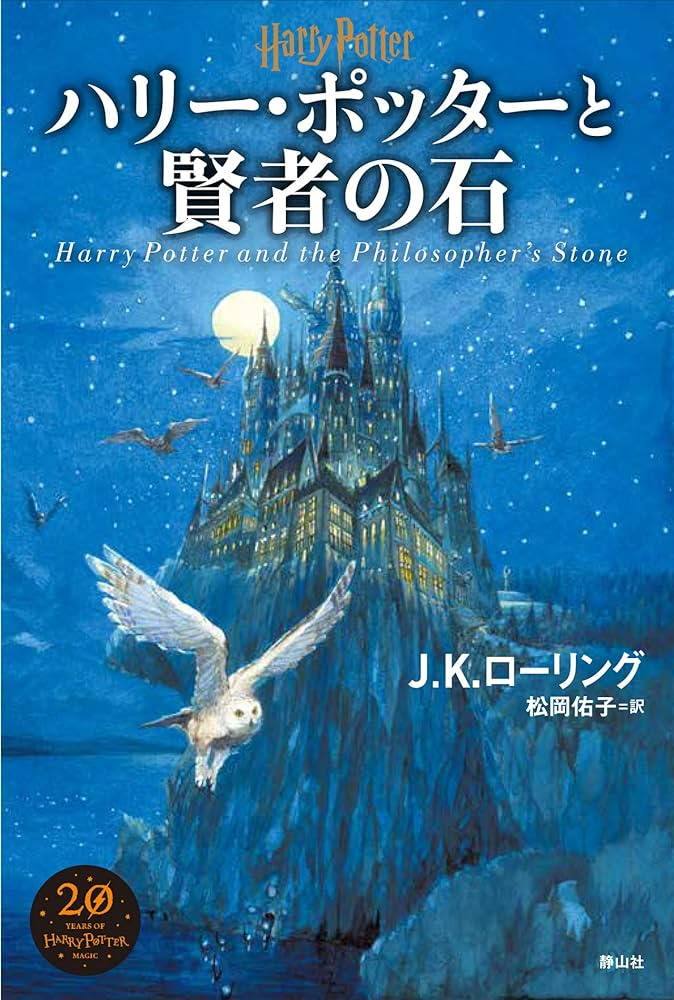 Harry Potter
ハリー・ポッターと
賢者の石
Harry Potter and the Philosopher's Stone
J.K.ローリング
松岡佑子=訳
20
YEARS OF
HARRY POTTER
MAGIC
静山社